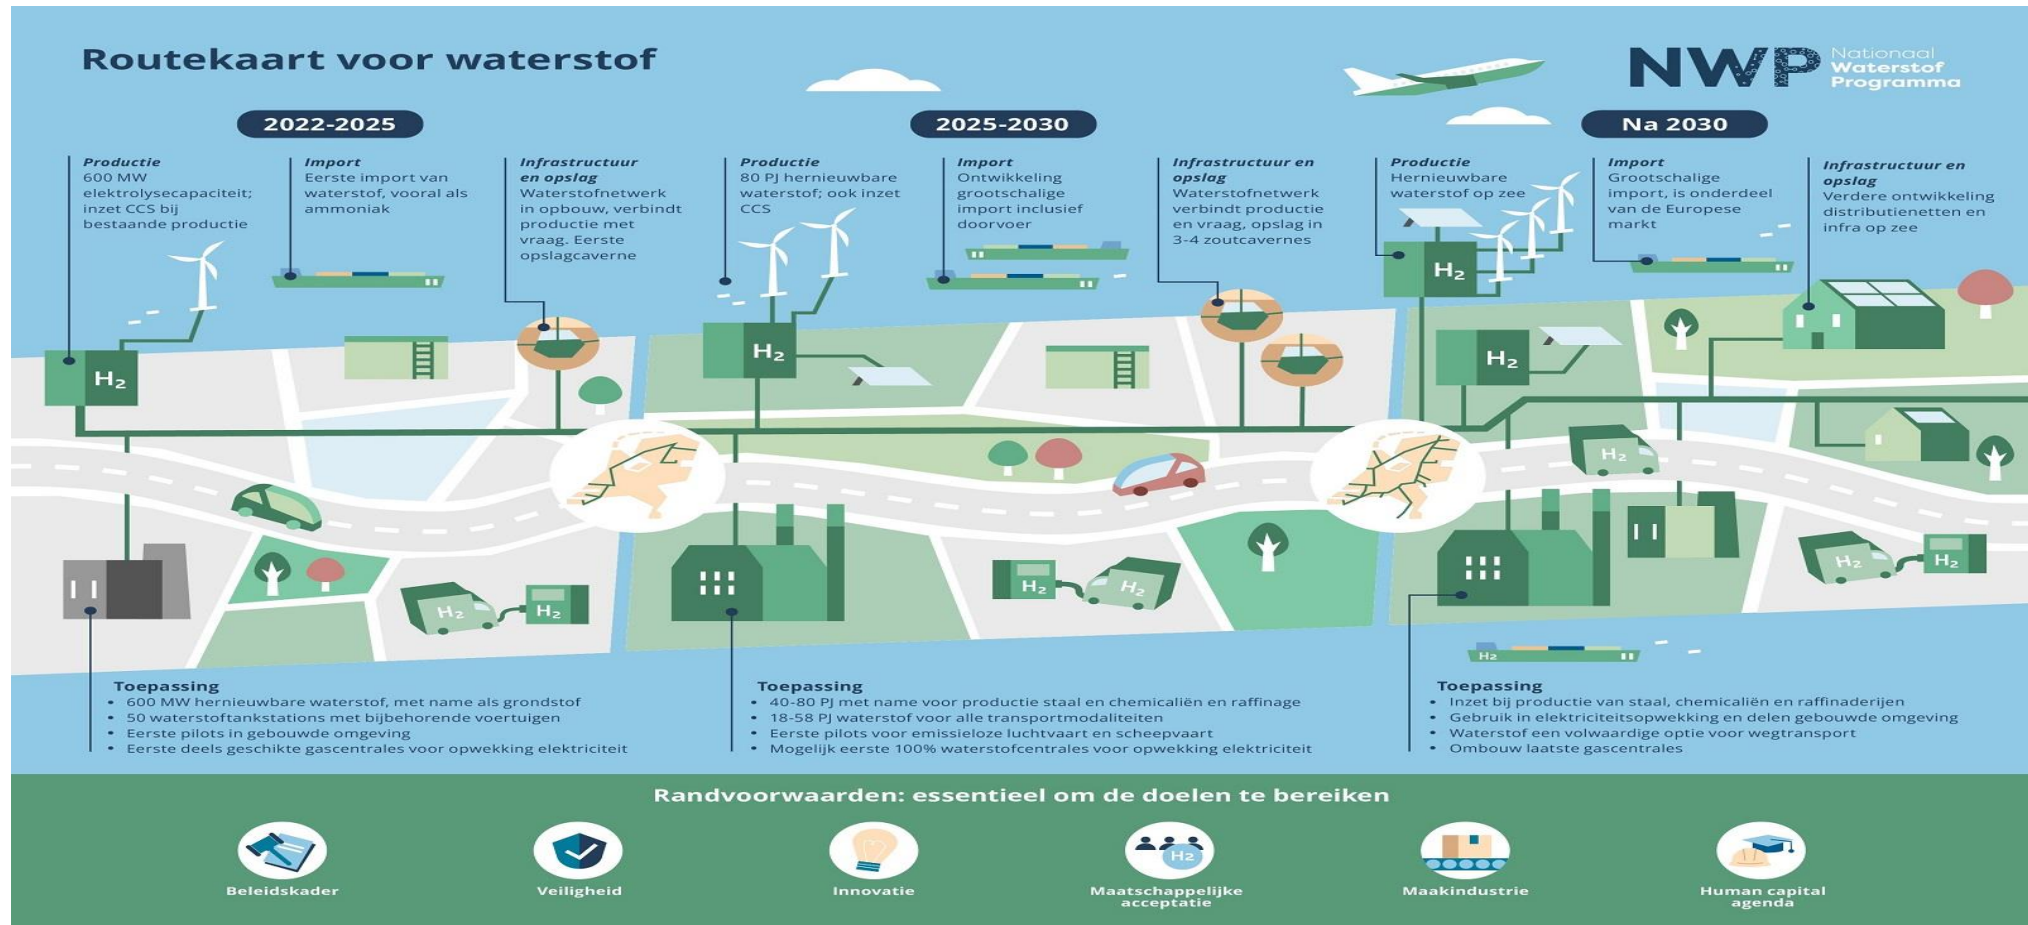 Routekaart voor waterstof
NWP
Nationaal
Waterstof
Programma
2022-2025
Productie
600 MW
elektrolysecapaciteit;
inzet CCS bij
bestaande productie
Import
Eerste import van
waterstof, vooral als
ammoniak
Infrastructuur
en opslag
Waterstofnetwerk
in opbouw, verbindt
productie met
vraag. Eerste
opslagcaverne
2025-2030
Productie
80 PJ hernieuwbare
waterstof; ook inzet
CCS
Import
Ontwikkeling
grootschalige
import inclusief
doorvoer
Infrastructuur en
opslag
Waterstofnetwerk
verbindt productie
en vraag, opslag in
3-4 zoutcavernes
Na 2030
Productie
Hernieuwbare
waterstof op zee
Import
Grootschalige
import, is onderdeel
van de Europese
markt
Infrastructuur en
opslag
Verdere ontwikkeling
distributienetten en
infra op zee
H2
H2
H2
H2
H2
H2
H2
H2
H2
H2
H2
H2
Toepassing
• 600 MW hernieuwbare waterstof, met name als grondstof
• 50 waterstoftankstations met bijbehorende voertuigen
• Eerste pilots in gebouwde omgeving
• Eerste deels geschikte gascentrales voor opwekking elektriciteit
Toepassing
• 40-80 PJ met name voor productie staal en chemicaliën en raffinage
• 18-58 PJ waterstof voor alle transportmodaliteiten
• Eerste pilots voor emissieloze luchtvaart en scheepvaart
• Mogelijk eerste 100% waterstofcentrales voor opwekking elektriciteit
Toepassing
• Inzet bij productie van staal, chemicaliën en raffinaderijen
• Gebruik in elektriciteitsopwekking en delen gebouwde omgeving
• Waterstof een volwaardige optie voor wegtransport
• Ombouw laatste gascentrales
Randvoorwaarden: essentieel om de doelen te bereiken
Beleidskader
Veiligheid
Innovatie
H2
Maatschappelijke
acceptatie
Maakindustrie
Human capital
agenda